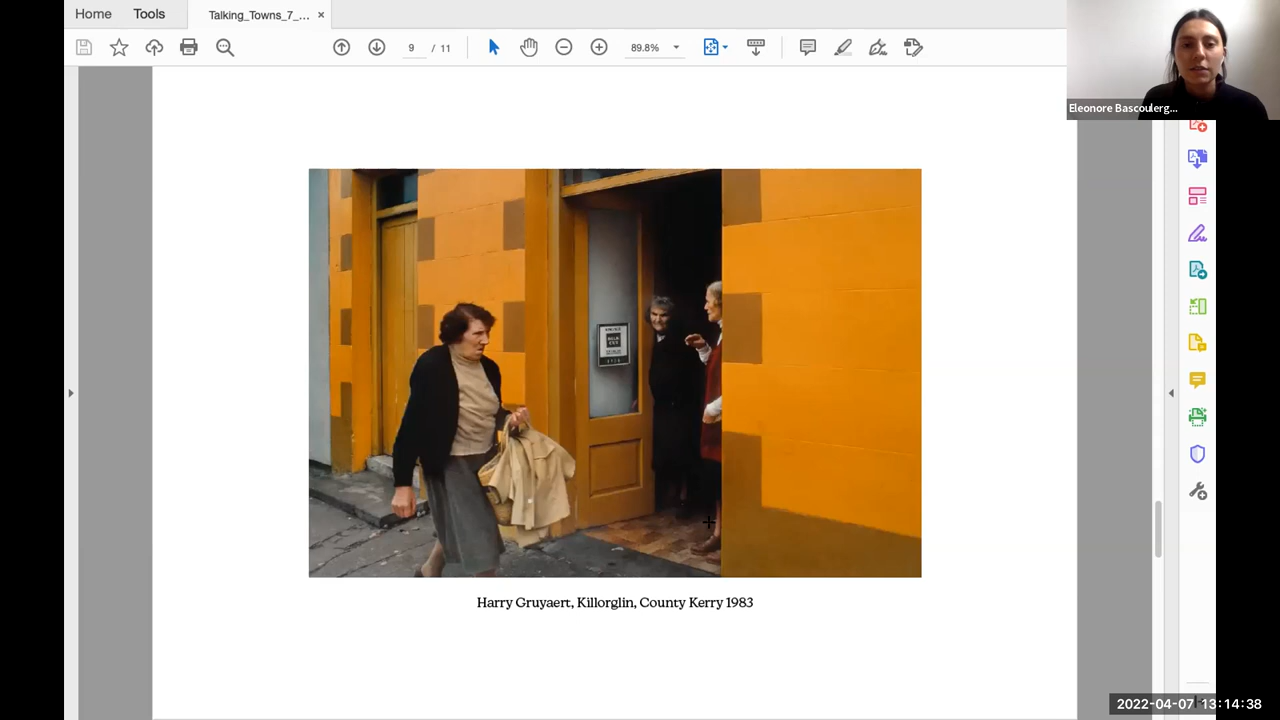 Home
Tools
Talking_Towns_7_...
×
9 / 11
89.8%
Eleonore Bascoulerg...
Harry Gruyaert, Killorglin, County Kerry 1983
2022-04-07 13:14:38